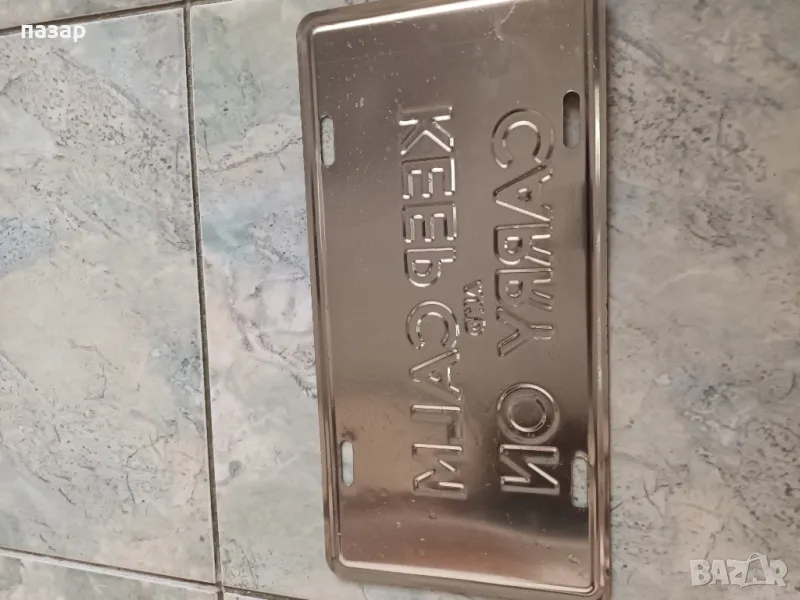 пазар
KEEP CALM
AND
CARRY ON
BAZAR